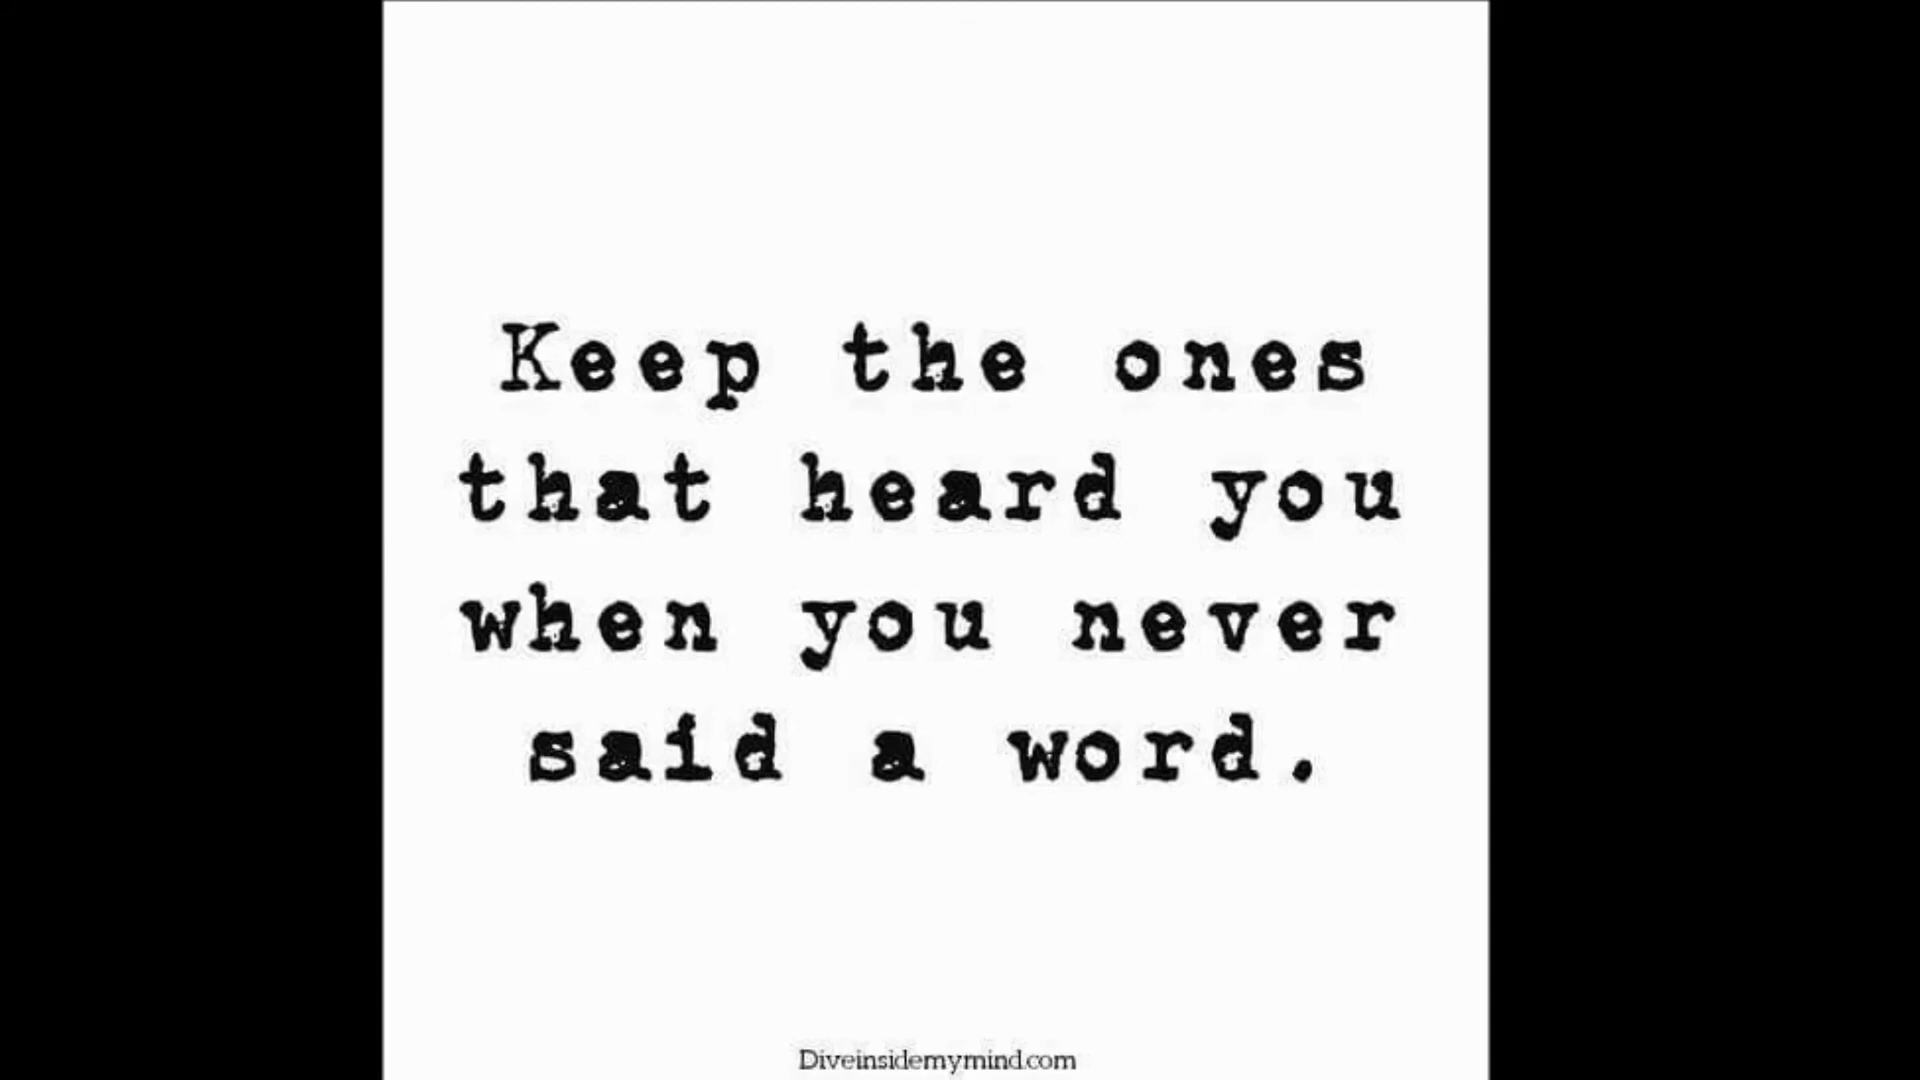 Keep the ones
that heard you
when you never
said a word.
Diveinsidemymind.com